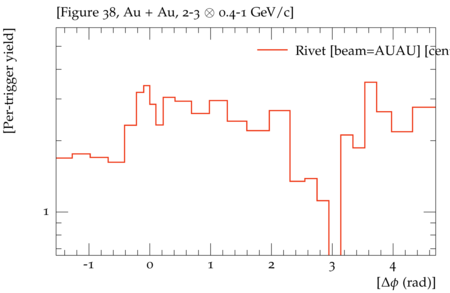 [Figure 38, Au + Au, 2-3 ⊗ 0.4-1 GeV/c]
[Per-trigger yield]
Rivet [beam=AUAU] [cen
1
-1 0 1 2 3 4
[Δϕ (rad)]